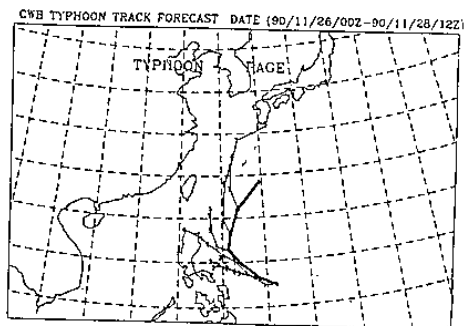 CWB TYPHOON TRACK FORECAST DATE (90/11/26/00Z-90/11/28/12Z)
TYPHOON PAGE